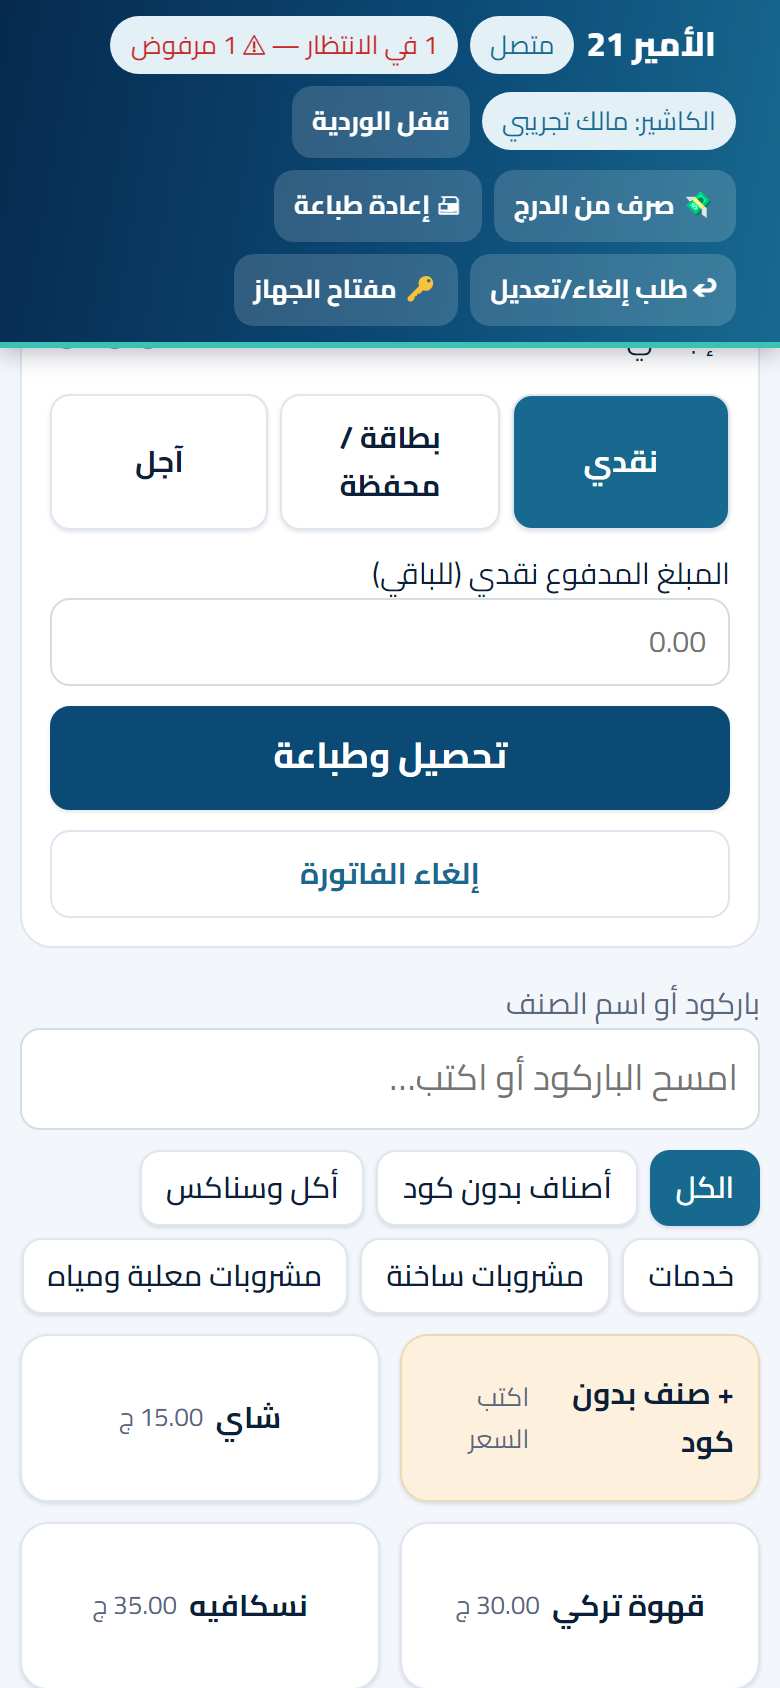 الأمير 21
متصل
1 في الانتظار — ⚠ 1 مرفوض
الكاشير: مالك تجريبي
قفل الوردية
💸 صرف من الدرج
🖨 إعادة طباعة
↩ طلب إلغاء/تعديل
🔑 مفتاح الجهاز
نقدي
بطاقة /
محفظة
آجل
المبلغ المدفوع نقدي (للباقي)
0.00
تحصيل وطباعة
إلغاء الفاتورة
باركود أو اسم الصنف
امسح الباركود أو اكتب...
الكل
أصناف بدون كود
أكل وسناكس
خدمات
مشروبات ساخنة
مشروبات معلبة ومياه
+ صنف بدون
كود
اكتب
السعر
شاي 15.00 ج
قهوة تركي 30.00 ج
نسكافيه 35.00 ج